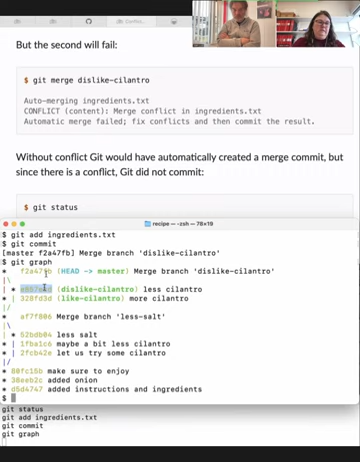 But the second will fail:
$ git merge dislike-cilantro
Auto-merging ingredients.txt
CONFLICT (content): Merge conflict in ingredients.txt
Automatic merge failed; fix conflicts and then commit the result.
Without conflict Git would have automatically created a merge commit, but
since there is a conflict, Git did not commit:
$ git status
recipe — -zsh — 78×19
$ git add ingredients.txt
$ git commit
[master f2a47fb] Merge branch 'dislike-cilantro'
$ git graph
* f2a47fb (HEAD -> master) Merge branch 'dislike-cilantro'
|\
| * (dislike-cilantro) less cilantro
* | 328fd3d (like-cilantro) more cilantro
|/
* af7f806 Merge branch 'less-salt'
|\
| * 62bdb04 less salt
* | 1fba1c6 maybe a bit less cilantro
* | 2fcb42e let us try some cilantro
|/
* 80fc15b make sure to enjoy
* 38eeb2c added onion
* d5d4747 added instructions and ingredients
$
git status
git add ingredients.txt
git commit
git graph